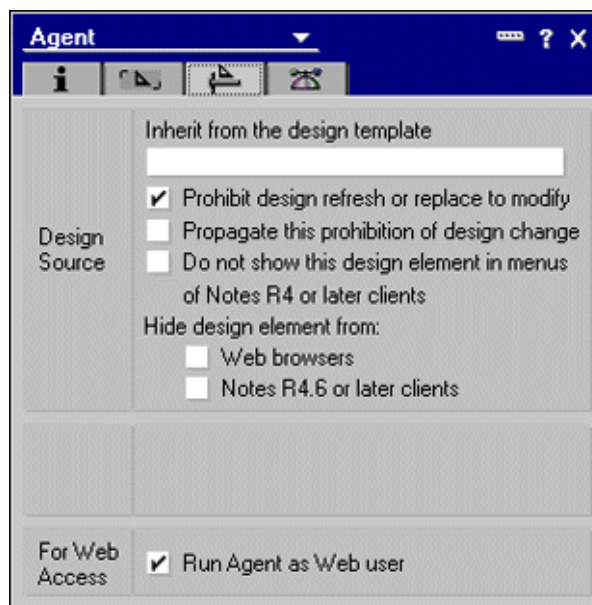 Agent
?
i
Inherit from the design template
Prohibit design refresh or replace to modify
Propagate this prohibition of design change
Do not show this design element in menus
of Notes R4 or later clients
Design
Source
Hide design element from:
Web browsers
Notes R4.6 or later clients
For Web
Access
Run Agent as Web user